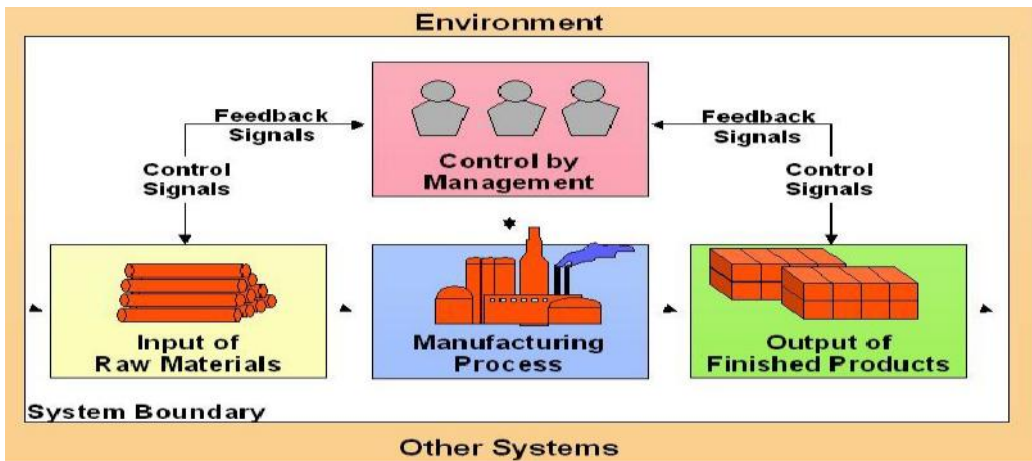 Environment
Feedback
Signals
Feedback
Signals
Control by
Management
Control
Signals
Control
Signals
Input of
Raw Materials
Manufacturing
Process
Output of
Finished Products
System Boundary
Other Systems